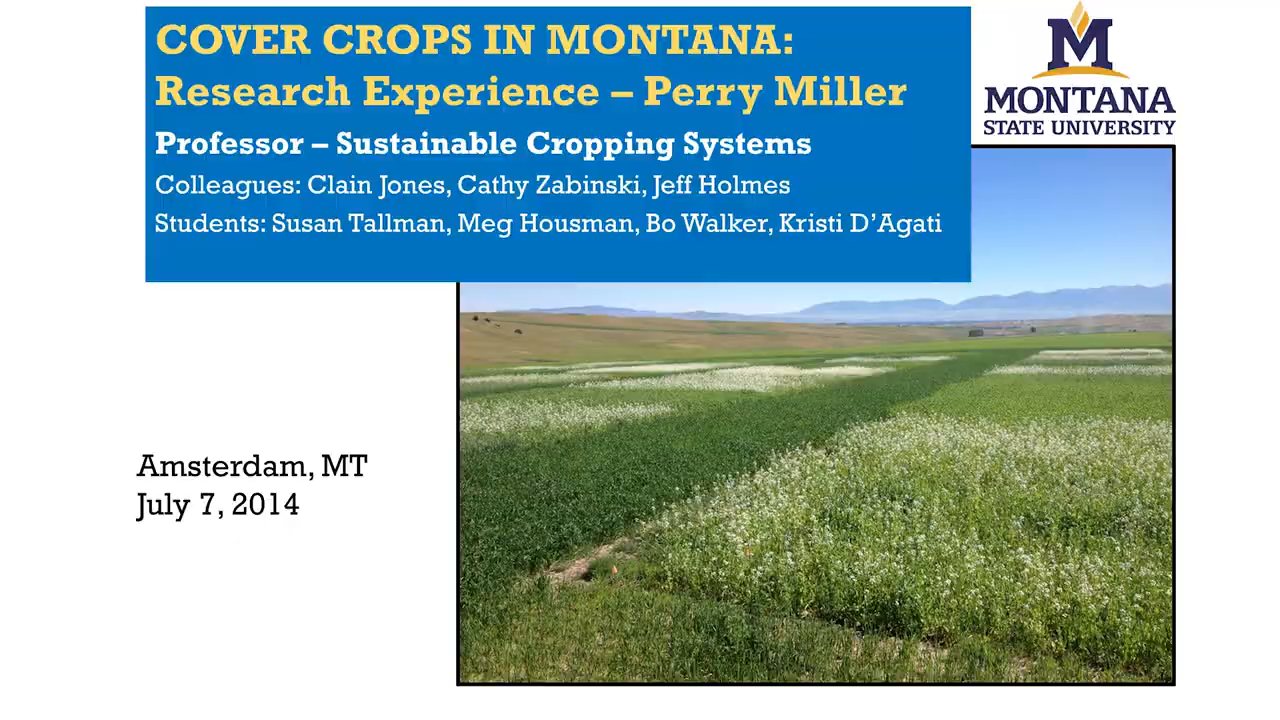 COVER CROPS IN MONTANA:
Research Experience – Perry Miller
Professor – Sustainable Cropping Systems
Colleagues: Clain Jones, Cathy Zabinski, Jeff Holmes
Students: Susan Tallman, Meg Housman, Bo Walker, Kristi D’Agati
M
MONTANA
STATE UNIVERSITY
Amsterdam, MT
July 7, 2014